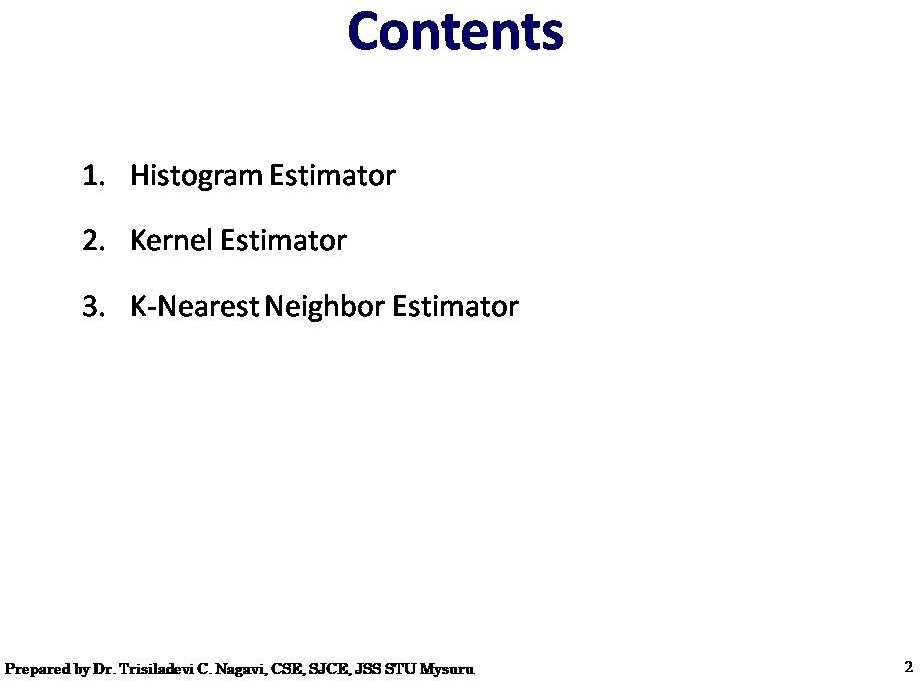 Contents
1. Histogram Estimator
2. Kernel Estimator
3. K-Nearest Neighbor Estimator
Prepared by Dr. Trisiladevi C. Nagavi, CSE, SJCE, JSS STU Mysuru
2